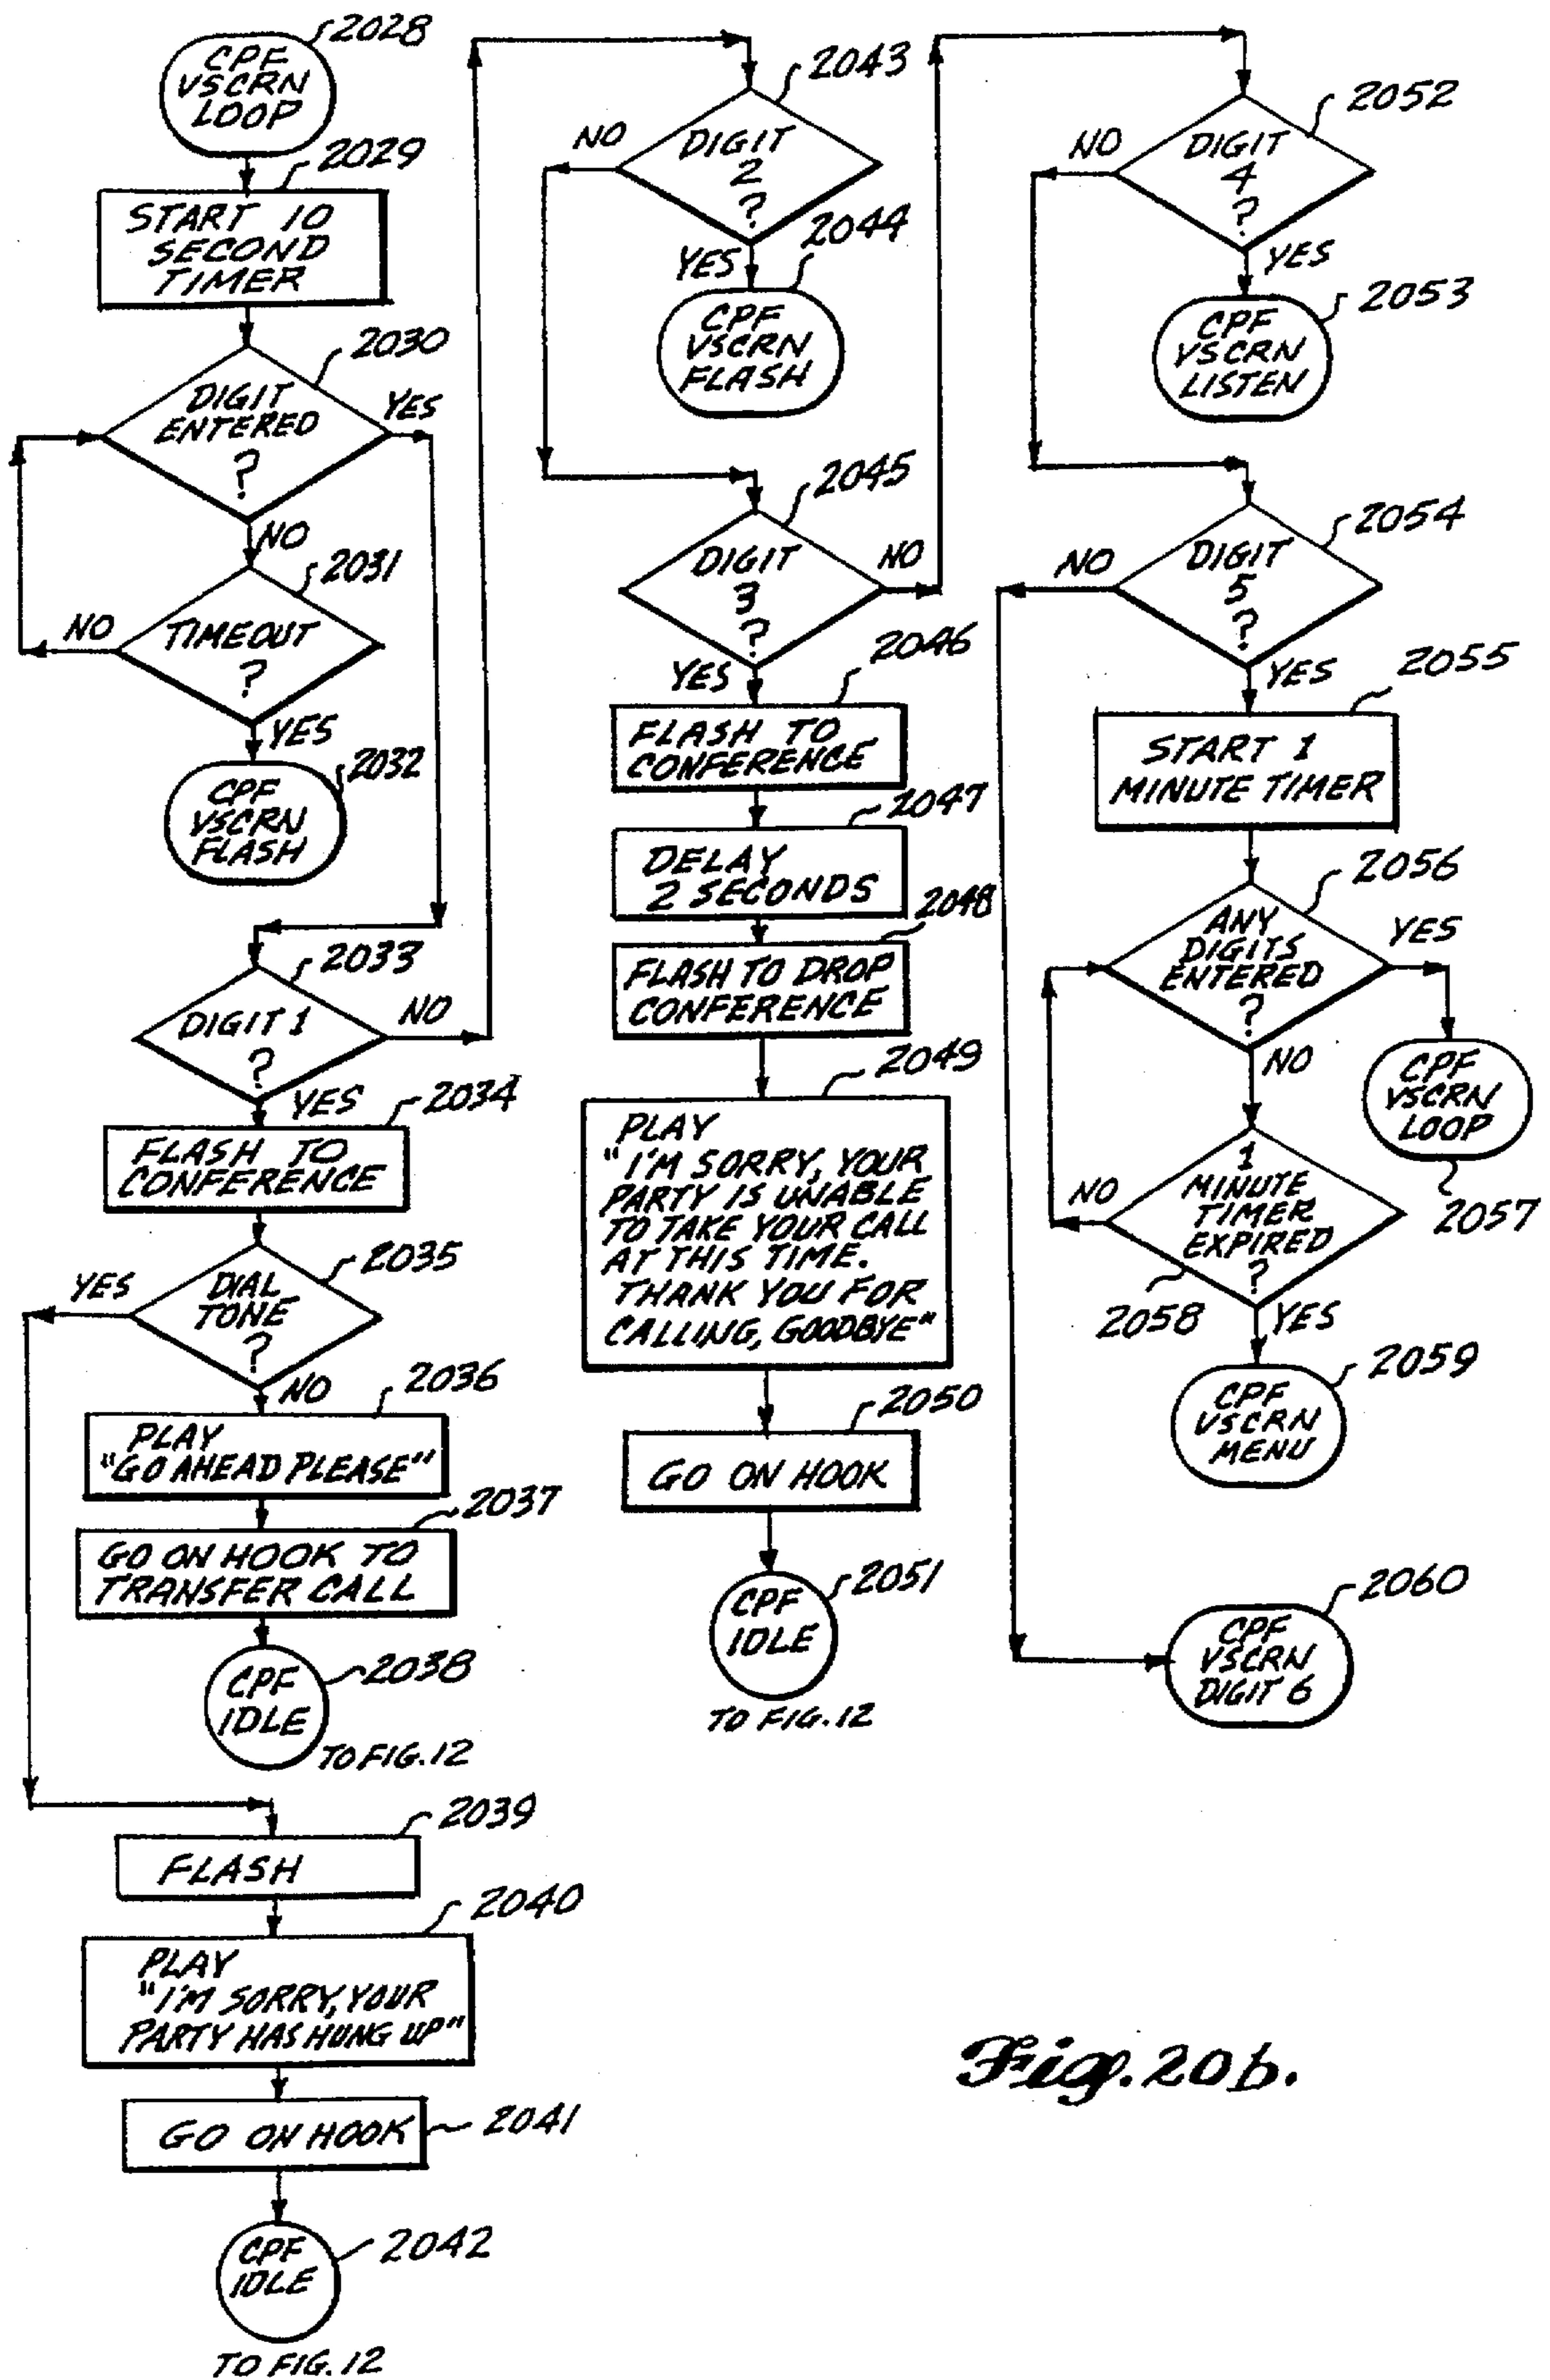 2028
CPF
VSCRN
LOOP
2029
START 10
SECOND
TIMER
2030
DIGIT
ENTERED
?
YES
NO
2031
TIMEOUT
?
NO
YES
2032
CPF
VSCRN
FLASH
2033
DIGIT 1
?
NO
YES
2034
FLASH TO
CONFERENCE
2035
DIAL
TONE
?
YES
NO
2036
PLAY
"GO AHEAD PLEASE"
2037
GO ON HOOK TO
TRANSFER CALL
2038
CPF
IDLE
TO FIG. 12
2039
FLASH
2040
PLAY
"I'M SORRY, YOUR
PARTY HAS HUNG UP"
2041
GO ON HOOK
2042
CPF
IDLE
TO FIG. 12
2043
DIGIT
2
?
NO
YES
2044
CPF
VSCRN
FLASH
2045
DIGIT
3
?
NO
YES
2046
FLASH TO
CONFERENCE
2047
DELAY
2 SECONDS
2048
FLASH TO DROP
CONFERENCE
2049
PLAY
"I'M SORRY, YOUR
PARTY IS UNABLE
TO TAKE YOUR CALL
AT THIS TIME.
THANK YOU FOR
CALLING, GOODBYE"
2050
GO ON HOOK
2051
CPF
IDLE
TO FIG. 12
2052
DIGIT
4
?
NO
YES
2053
CPF
VSCRN
LISTEN
2054
DIGIT
5
?
NO
YES
2055
START 1
MINUTE TIMER
2056
ANY
DIGITS
ENTERED
?
YES
NO
CPF
VSCRN
LOOP
2057
1
MINUTE
TIMER
EXPIRED
?
NO
2058
YES
2059
CPF
VSCRN
MENU
2060
CPF
VSCRN
DIGIT 6
Fig. 20b.